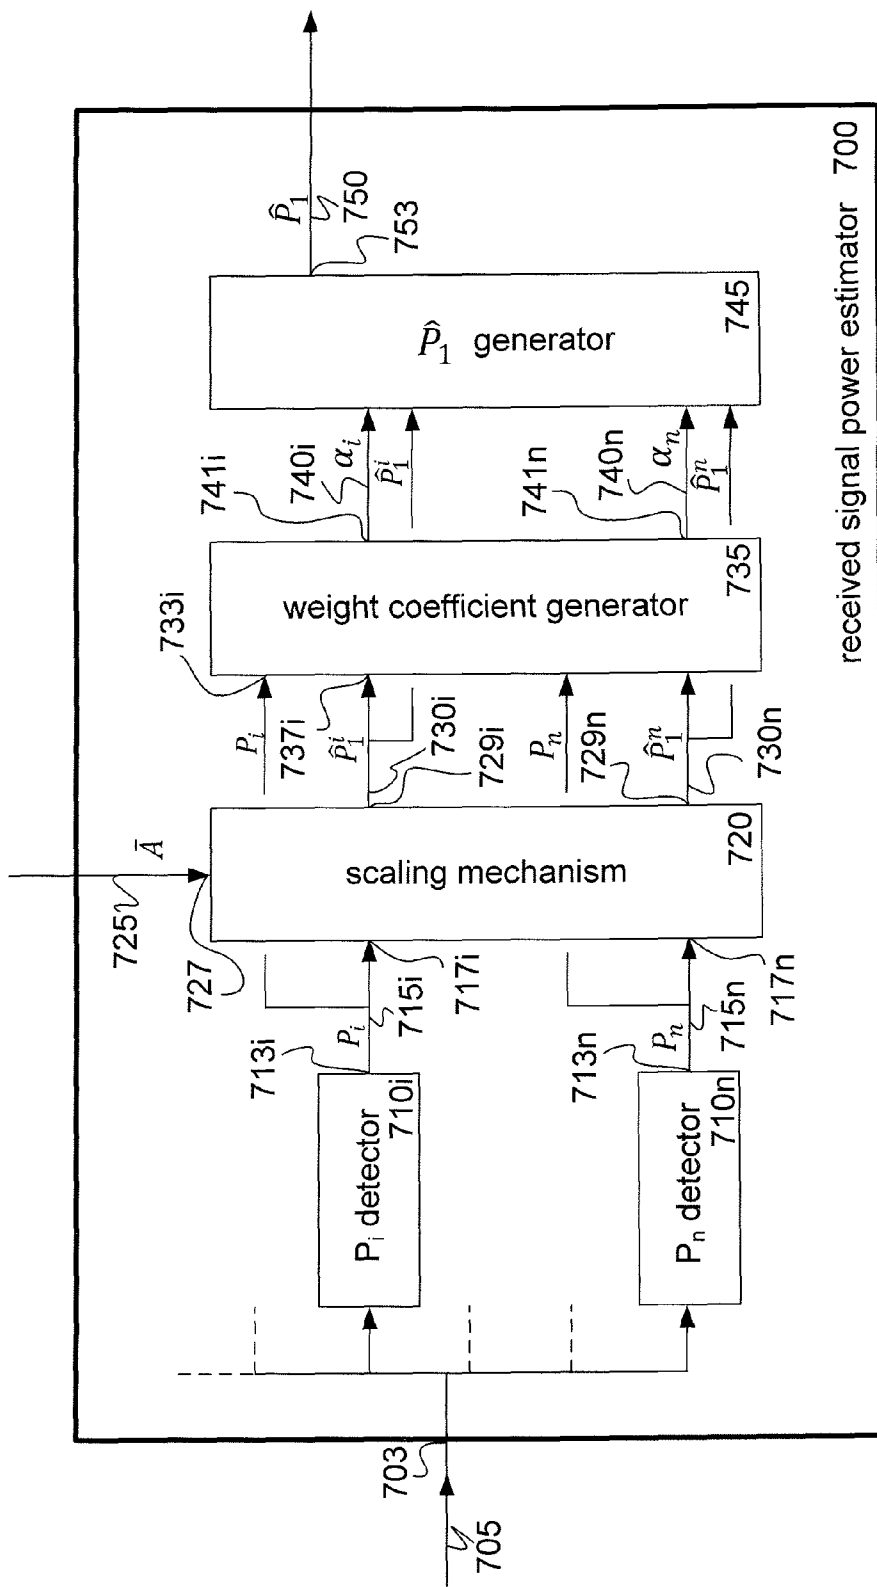 705
703
Pᵢ detector
710i
Pₙ detector
710n
713i
Pᵢ
715i
717i
713n
Pₙ
715n
717n
725
727
Ā
scaling mechanism
720
Pᵢ
737i
P̂₁ⁱ
730i
729i
Pₙ
729n
P̂₁ⁿ
730n
733i
weight coefficient generator
735
741i
740i
αᵢ
P̂₁ⁱ
741n
740n
αₙ
P̂₁ⁿ
P̂₁ generator
745
P̂₁
750
753
received signal power estimator 700